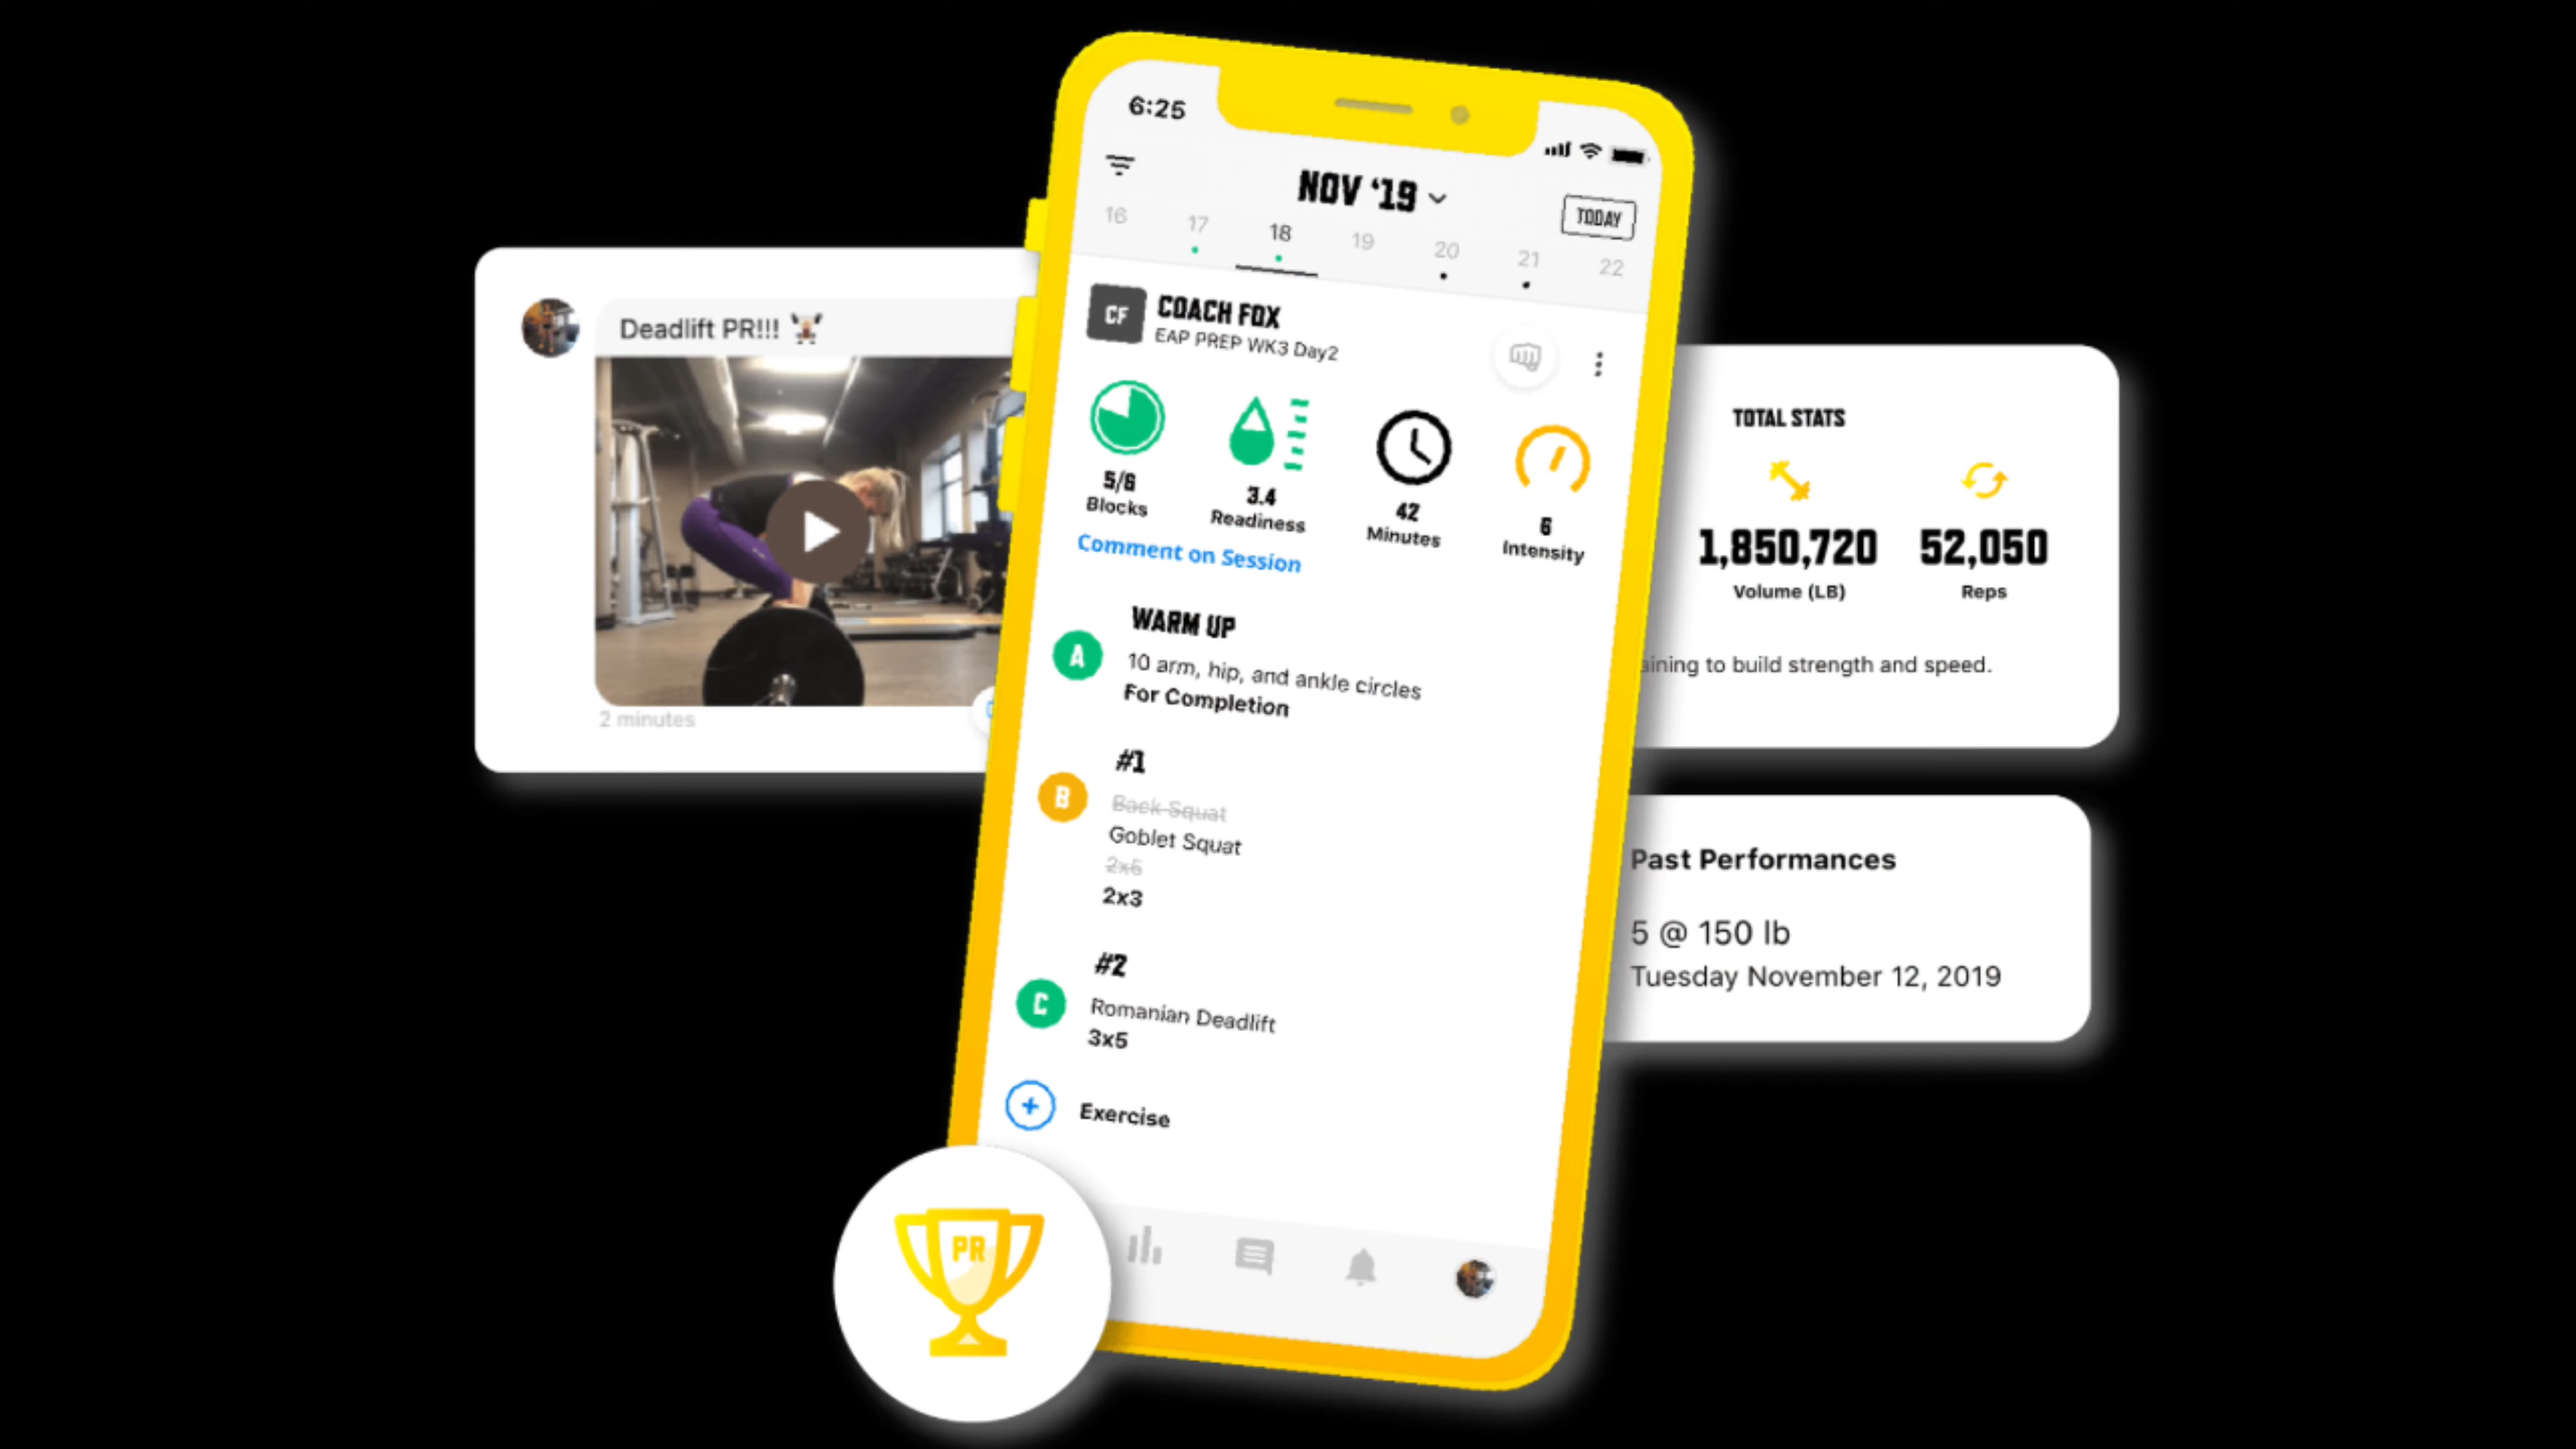 Deadlift PR!!! 🏋
2 minutes
6:25
NOV ‘19
TODAY
16 17 18 19 20 21 22
CF
COACH FOX
EAP PREP WK3 Day2
5/6
Blocks
3.4
Readiness
42
Minutes
6
Intensity
Comment on Session
A
WARM UP
10 arm, hip, and ankle circles
For Completion
#1
B
Back Squat
Goblet Squat
2x5
2x3
#2
C
Romanian Deadlift
3x5
+ Exercise
PR
TOTAL STATS
1,850,720
Volume (LB)
52,050
Reps
aining to build strength and speed.
Past Performances
5 @ 150 lb
Tuesday November 12, 2019